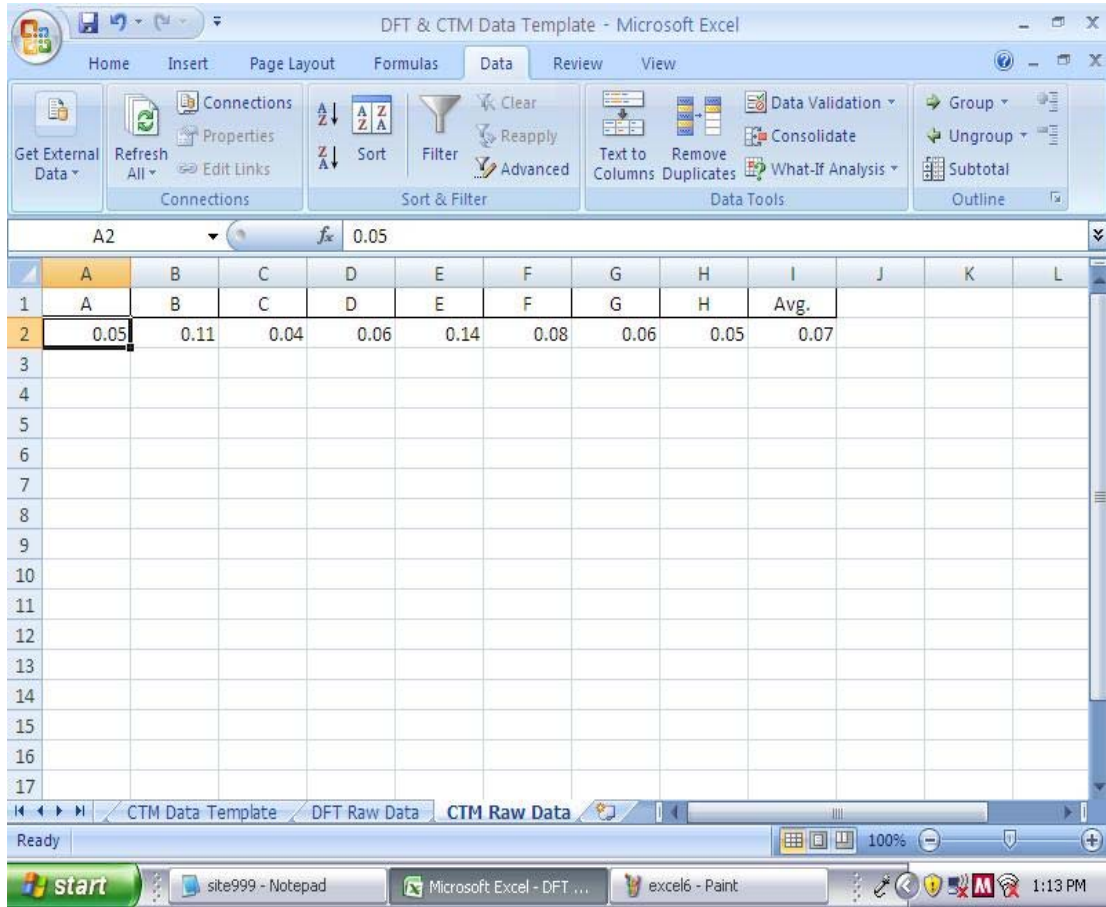 DFT & CTM Data Template - Microsoft Excel
Home Insert Page Layout Formulas Data Review View
Get External Data
Refresh All
Connections
Properties
Edit Links
Connections
Sort
Filter
Clear
Reapply
Advanced
Sort & Filter
Text to Columns
Remove Duplicates
Data Validation
Consolidate
What-If Analysis
Data Tools
Group
Ungroup
Subtotal
Outline
A2 fx 0.05
A B C D E F G H I J K L
1 A B C D E F G H Avg.
2 0.05 0.11 0.04 0.06 0.14 0.08 0.06 0.05 0.07
3
4
5
6
7
8
9
10
11
12
13
14
15
16
17
CTM Data Template DFT Raw Data CTM Raw Data
Ready 100%
start site999 - Notepad Microsoft Excel - DFT ... excel6 - Paint 1:13 PM